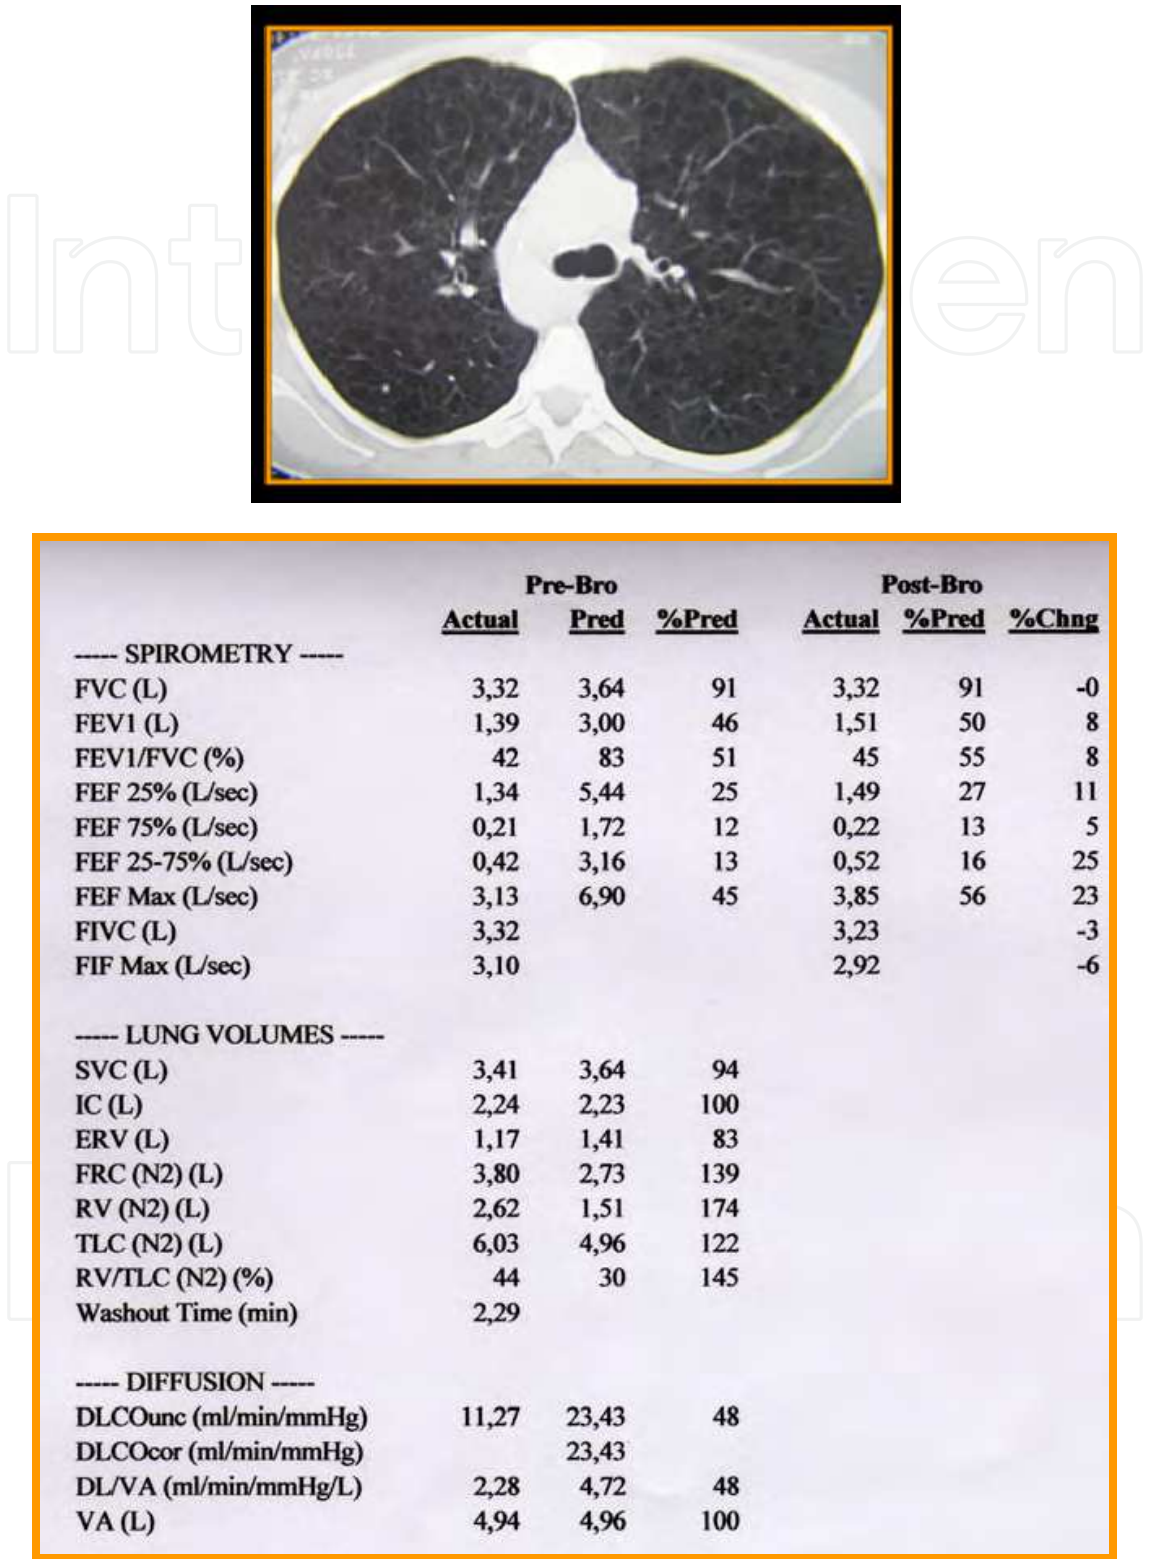 Pre-Bro Post-Bro
Actual Pred %Pred Actual %Pred %Chng
----- SPIROMETRY -----
FVC (L) 3,32 3,64 91 3,32 91 -0
FEV1 (L) 1,39 3,00 46 1,51 50 8
FEV1/FVC (%) 42 83 51 45 55 8
FEF 25% (L/sec) 1,34 5,44 25 1,49 27 11
FEF 75% (L/sec) 0,21 1,72 12 0,22 13 5
FEF 25-75% (L/sec) 0,42 3,16 13 0,52 16 25
FEF Max (L/sec) 3,13 6,90 45 3,85 56 23
FIVC (L) 3,32 3,23 -3
FIF Max (L/sec) 3,10 2,92 -6
----- LUNG VOLUMES -----
SVC (L) 3,41 3,64 94
IC (L) 2,24 2,23 100
ERV (L) 1,17 1,41 83
FRC (N2) (L) 3,80 2,73 139
RV (N2) (L) 2,62 1,51 174
TLC (N2) (L) 6,03 4,96 122
RV/TLC (N2) (%) 44 30 145
Washout Time (min) 2,29
----- DIFFUSION -----
DLCOunc (ml/min/mmHg) 11,27 23,43 48
DLCOcor (ml/min/mmHg) 23,43
DL/VA (ml/min/mmHg/L) 2,28 4,72 48
VA (L) 4,94 4,96 100